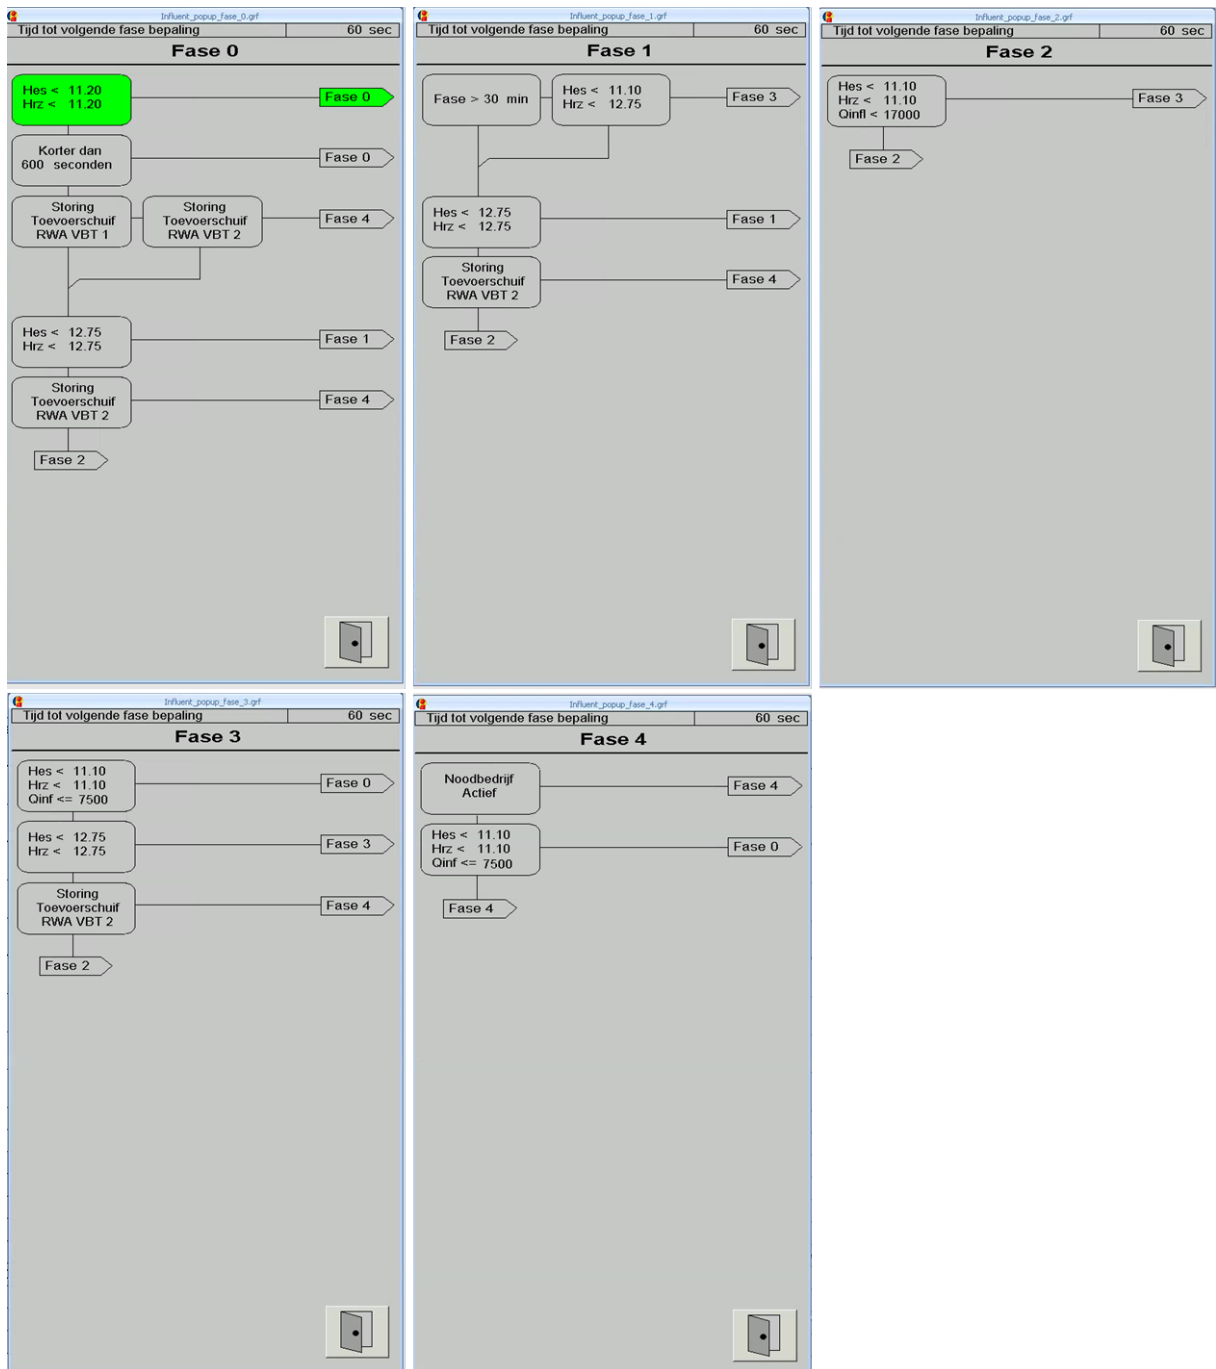 Influent_popup_fase_0.grf
Tijd tot volgende fase bepaling 60 sec
Fase 0
Hes < 11.20
Hrz < 11.20
Fase 0
Korter dan
600 seconden
Fase 0
Storing
Toevoerschuif
RWA VBT 1
Storing
Toevoerschuif
RWA VBT 2
Fase 4
Hes < 12.75
Hrz < 12.75
Fase 1
Storing
Toevoerschuif
RWA VBT 2
Fase 4
Fase 2
Influent_popup_fase_1.grf
Tijd tot volgende fase bepaling 60 sec
Fase 1
Fase > 30 min
Hes < 11.10
Hrz < 12.75
Fase 3
Hes < 12.75
Hrz < 12.75
Fase 1
Storing
Toevoerschuif
RWA VBT 2
Fase 4
Fase 2
Influent_popup_fase_2.grf
Tijd tot volgende fase bepaling 60 sec
Fase 2
Hes < 11.10
Hrz < 11.10
Qinfl < 17000
Fase 3
Fase 2
Influent_popup_fase_3.grf
Tijd tot volgende fase bepaling 60 sec
Fase 3
Hes < 11.10
Hrz < 11.10
Qinf <= 7500
Fase 0
Hes < 12.75
Hrz < 12.75
Fase 3
Storing
Toevoerschuif
RWA VBT 2
Fase 4
Fase 2
Influent_popup_fase_4.grf
Tijd tot volgende fase bepaling 60 sec
Fase 4
Noodbedrijf
Actief
Fase 4
Hes < 11.10
Hrz < 11.10
Qinf <= 7500
Fase 0
Fase 4